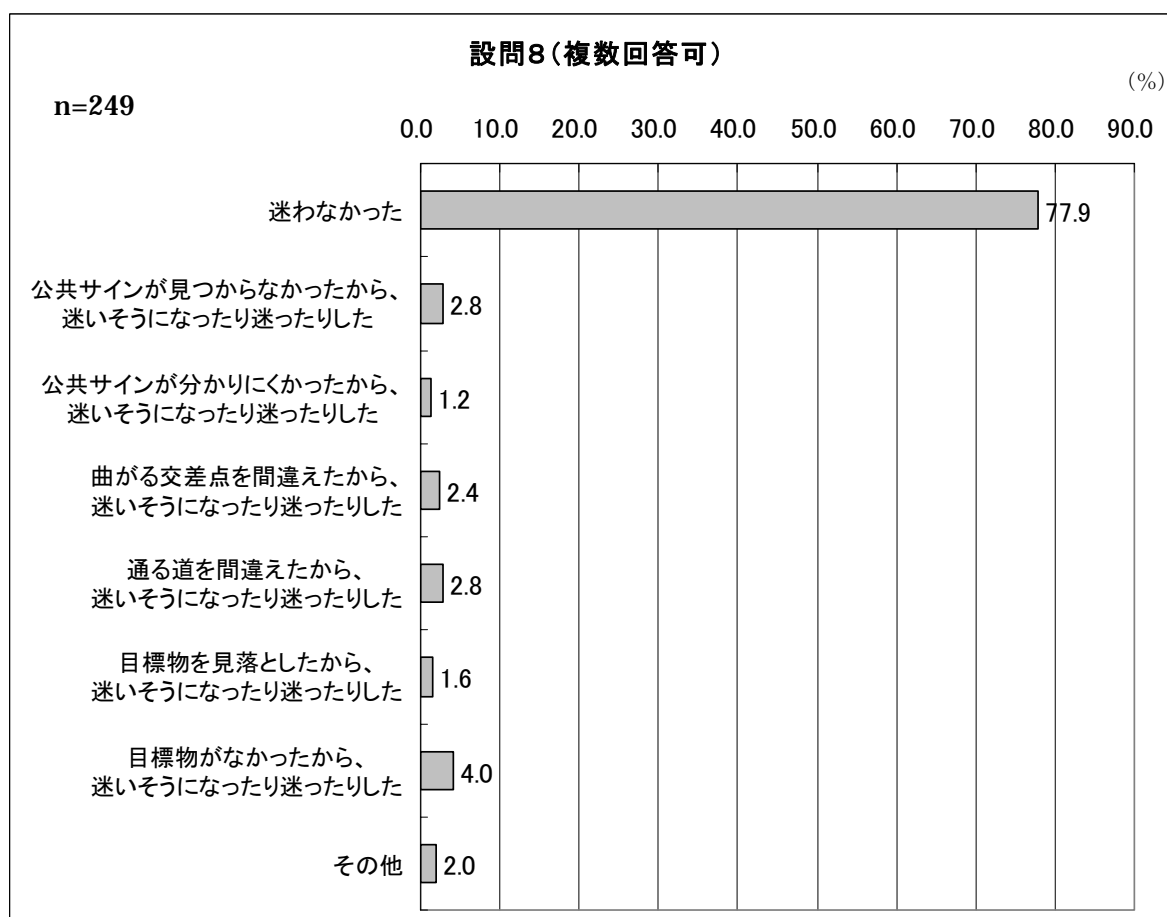 設問8(複数回答可)
(%)
n=249
0.0 10.0 20.0 30.0 40.0 50.0 60.0 70.0 80.0 90.0
迷わなかった 77.9
公共サインが見つからなかったから、
迷いそうになったり迷ったりした 2.8
公共サインが分かりにくかったから、
迷いそうになったり迷ったりした 1.2
曲がる交差点を間違えたから、
迷いそうになったり迷ったりした 2.4
通る道を間違えたから、
迷いそうになったり迷ったりした 2.8
目標物を見落としたから、
迷いそうになったり迷ったりした 1.6
目標物がなかったから、
迷いそうになったり迷ったりした 4.0
その他 2.0